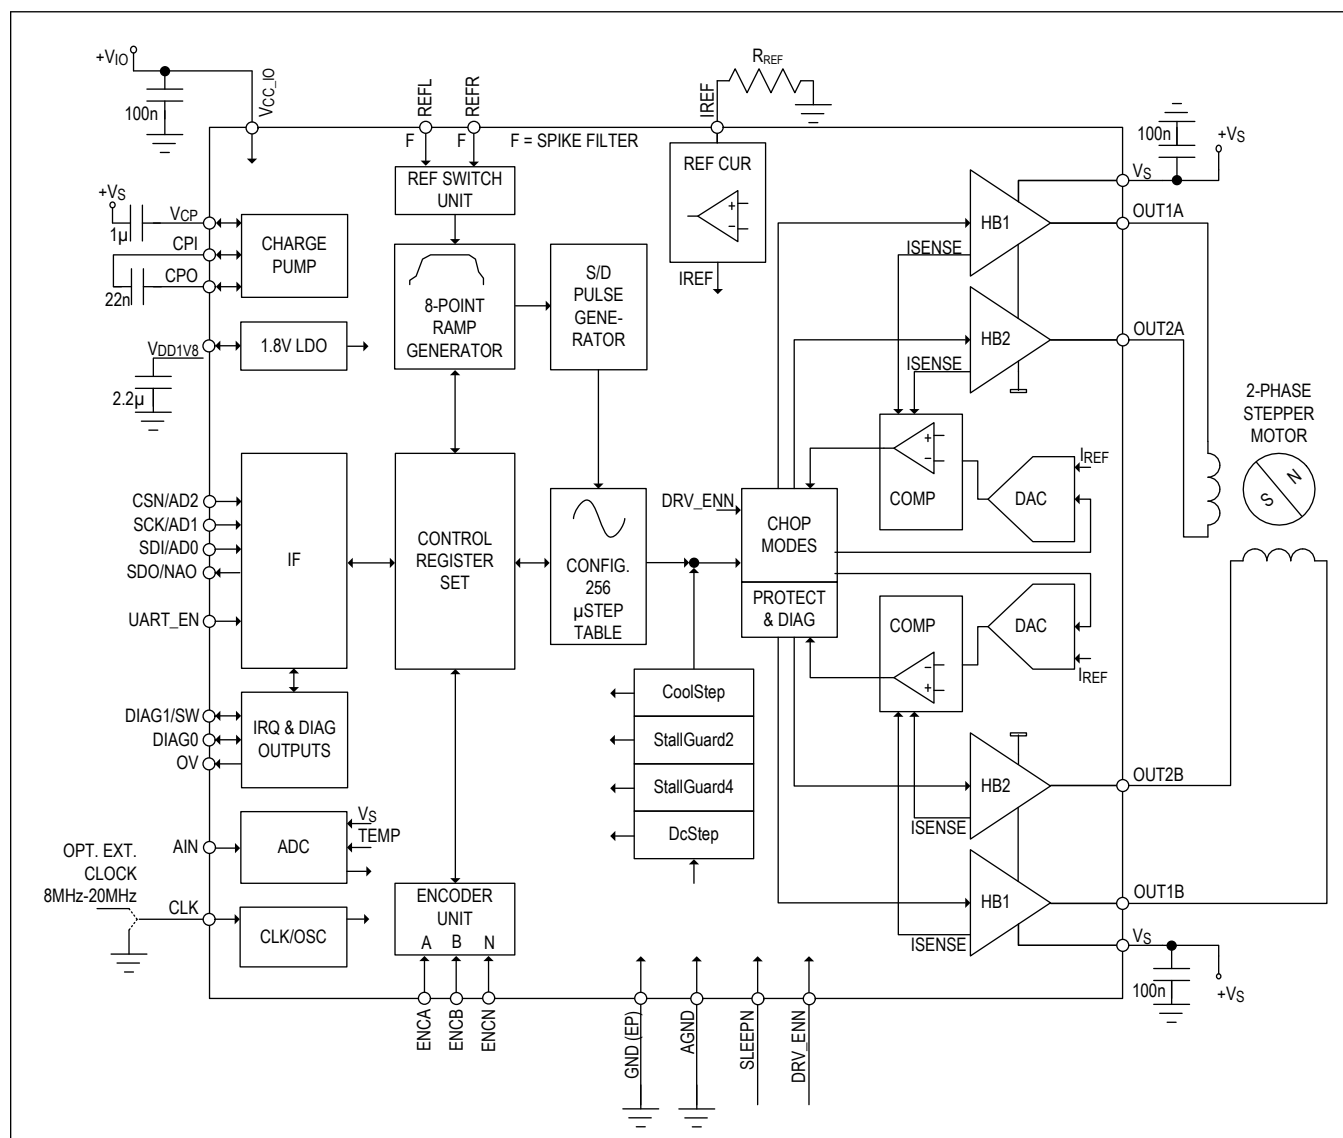 +VIO
100n
VCC_IO
REFL
REFR
F
F
F = SPIKE FILTER
IREF
RREF
100n
+VS
VS
REF SWITCH
UNIT
REF CUR
+
−
IREF
+VS
1µ
VCP
CPI
CPO
22n
CHARGE
PUMP
8-POINT
RAMP
GENERATOR
S/D
PULSE
GENE-
RATOR
HB1
ISENSE
OUT1A
HB2
ISENSE
OUT2A
VDD1V8
2.2µ
1.8V LDO
2-PHASE
STEPPER
MOTOR
S
N
CSN/AD2
SCK/AD1
SDI/AD0
SDO/NAO
UART_EN
IF
CONTROL
REGISTER
SET
CONFIG.
256
µSTEP
TABLE
DRV_ENN
CHOP
MODES
PROTECT
& DIAG
+
−
COMP
DAC
IREF
COMP
−
+
DAC
IREF
DIAG1/SW
DIAG0
OV
IRQ & DIAG
OUTPUTS
CoolStep
StallGuard2
StallGuard4
DcStep
HB2
ISENSE
OUT2B
HB1
ISENSE
OUT1B
VS
100n
+VS
AIN
ADC
VS
TEMP
OPT. EXT.
CLOCK
8MHz-20MHz
CLK
CLK/OSC
ENCODER
UNIT
A B N
ENCA
ENCB
ENCN
GND (EP)
AGND
SLEEPN
DRV_ENN